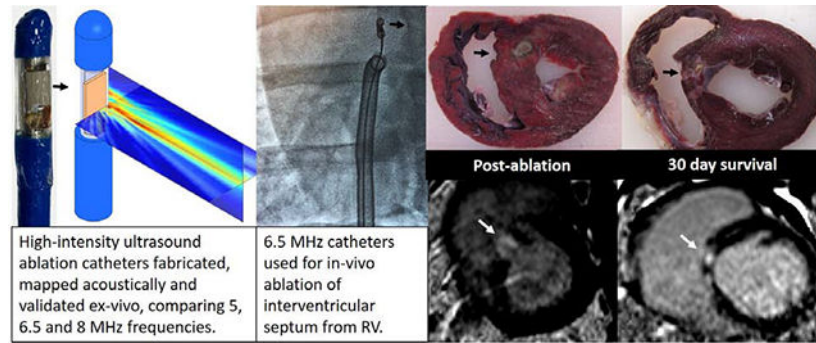 Post-ablation
30 day survival
High-intensity ultrasound
ablation catheters fabricated,
mapped acoustically and
validated ex-vivo, comparing 5,
6.5 and 8 MHz frequencies.
6.5 MHz catheters
used for in-vivo
ablation of
interventricular
septum from RV.